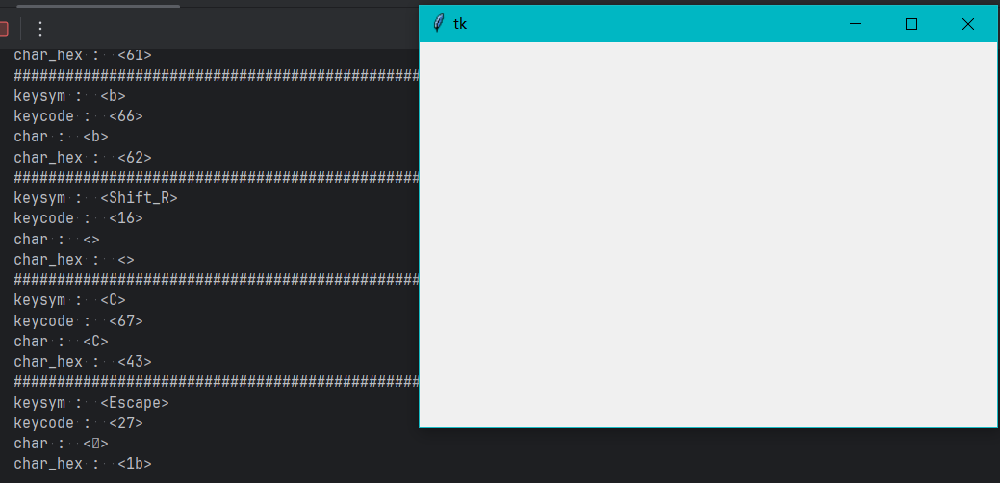 tk
char_hex : <61>
################################################
keysym : <b>
keycode : <66>
char : <b>
char_hex : <62>
################################################
keysym : <Shift_R>
keycode : <16>
char : <>
char_hex : <>
################################################
keysym : <C>
keycode : <67>
char : <C>
char_hex : <43>
################################################
keysym : <Escape>
keycode : <27>
char : <>
char_hex : <1b>